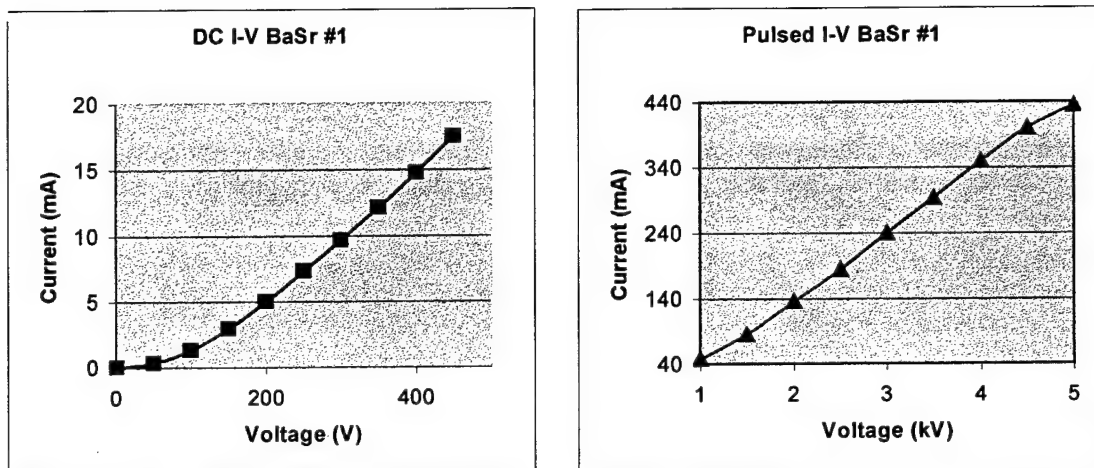 DC I-V BaSr #1
Current (mA)
20
15
10
5
0
0 200 400
Voltage (V)
Pulsed I-V BaSr #1
Current (mA)
440
340
240
140
40
1 2 3 4 5
Voltage (kV)